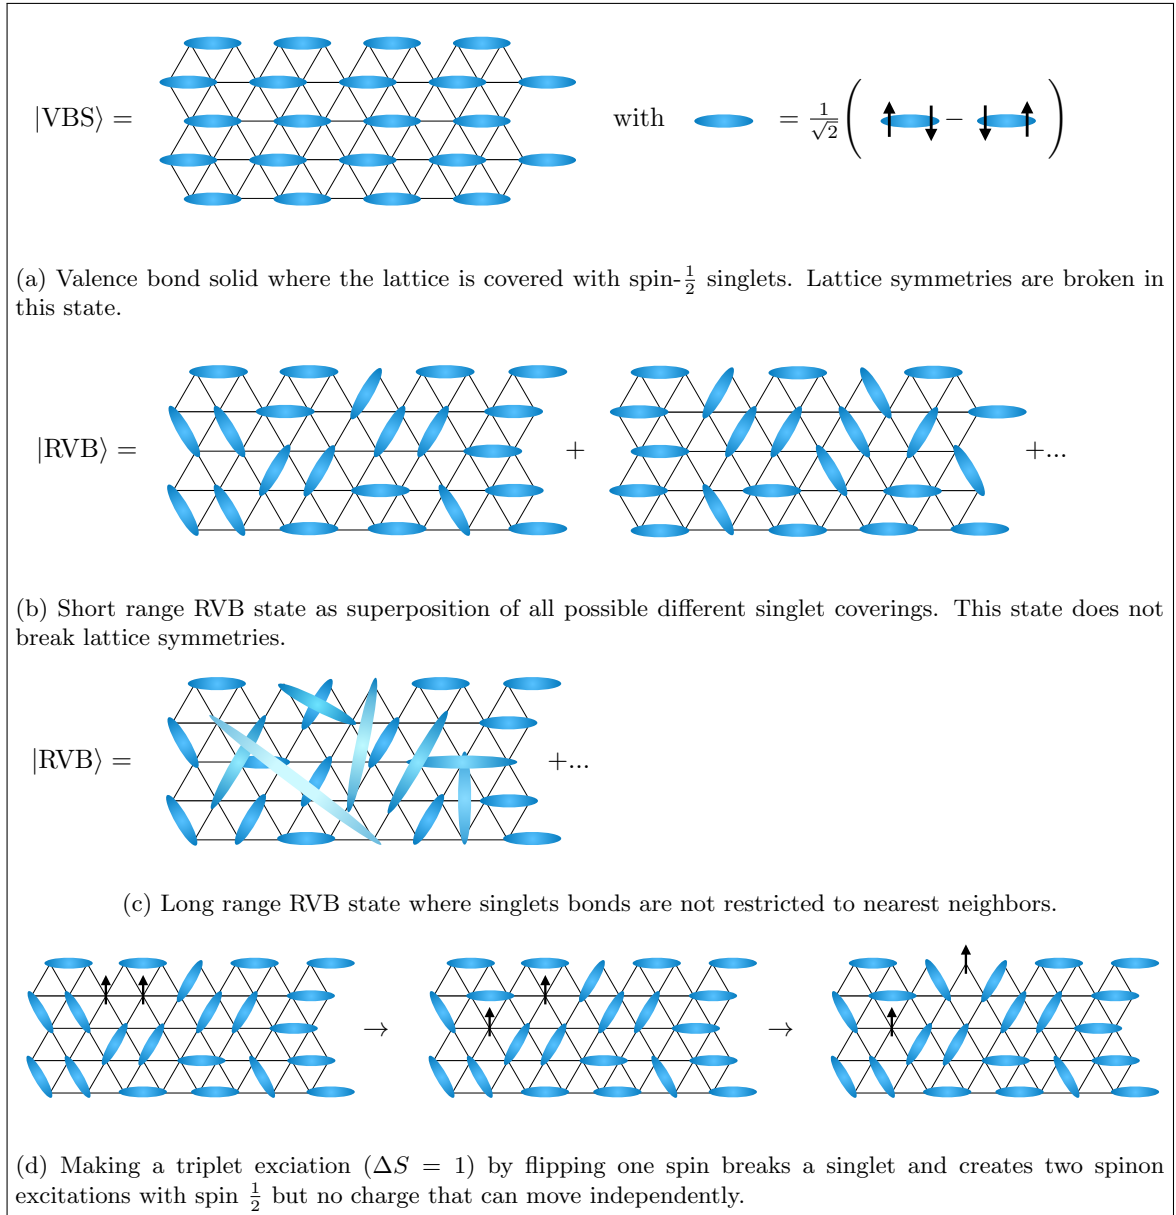 |VBS⟩ = with = 1/√2 ( − )
(a) Valence bond solid where the lattice is covered with spin-1/2 singlets. Lattice symmetries are broken in
this state.
|RVB⟩ = + +...
(b) Short range RVB state as superposition of all possible different singlet coverings. This state does not
break lattice symmetries.
|RVB⟩ = +...
(c) Long range RVB state where singlets bonds are not restricted to nearest neighbors.
→ →
(d) Making a triplet exciation (ΔS = 1) by flipping one spin breaks a singlet and creates two spinon
excitations with spin 1/2 but no charge that can move independently.